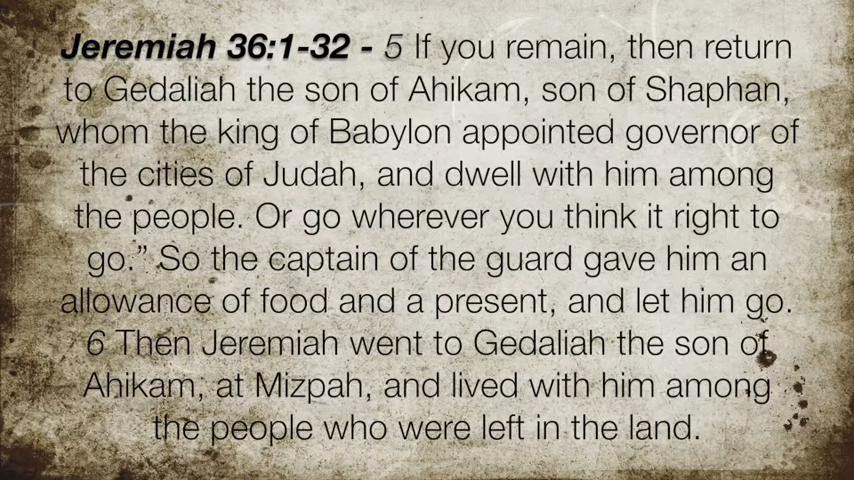 Jeremiah 36:1-32 - 5 If you remain, then return
to Gedaliah the son of Ahikam, son of Shaphan,
whom the king of Babylon appointed governor of
the cities of Judah, and dwell with him among
the people. Or go wherever you think it right to
go.” So the captain of the guard gave him an
allowance of food and a present, and let him go.
6 Then Jeremiah went to Gedaliah the son of
Ahikam, at Mizpah, and lived with him among
the people who were left in the land.